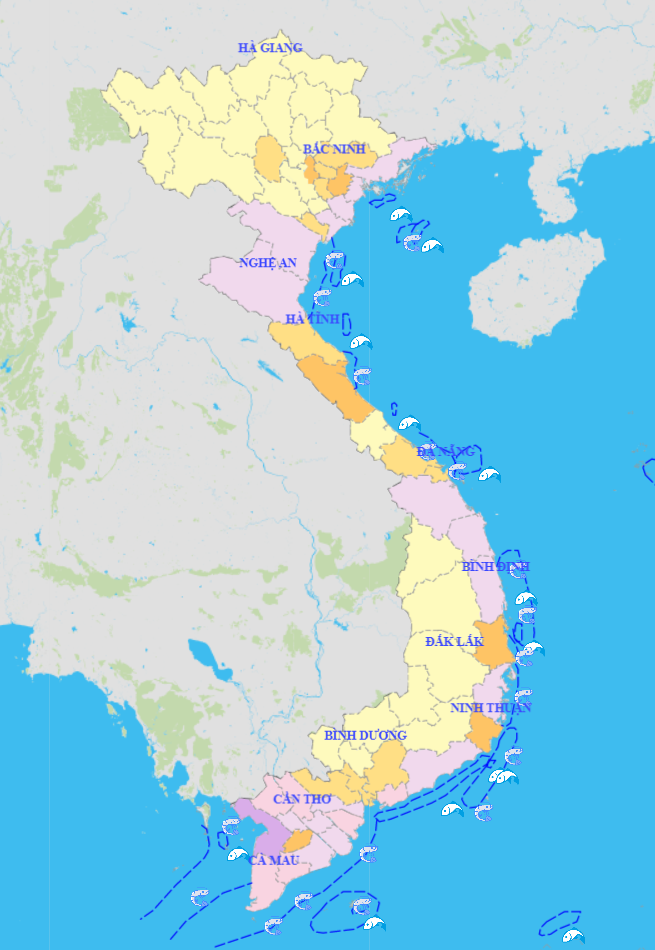 HÀ GIANG
BẮC NINH
NGHỆ AN
HÀ TĨNH
ĐÀ NẴNG
BÌNH ĐỊNH
ĐẮK LẮK
NINH THUẬN
BÌNH DƯƠNG
CẦN THƠ
CÀ MAU